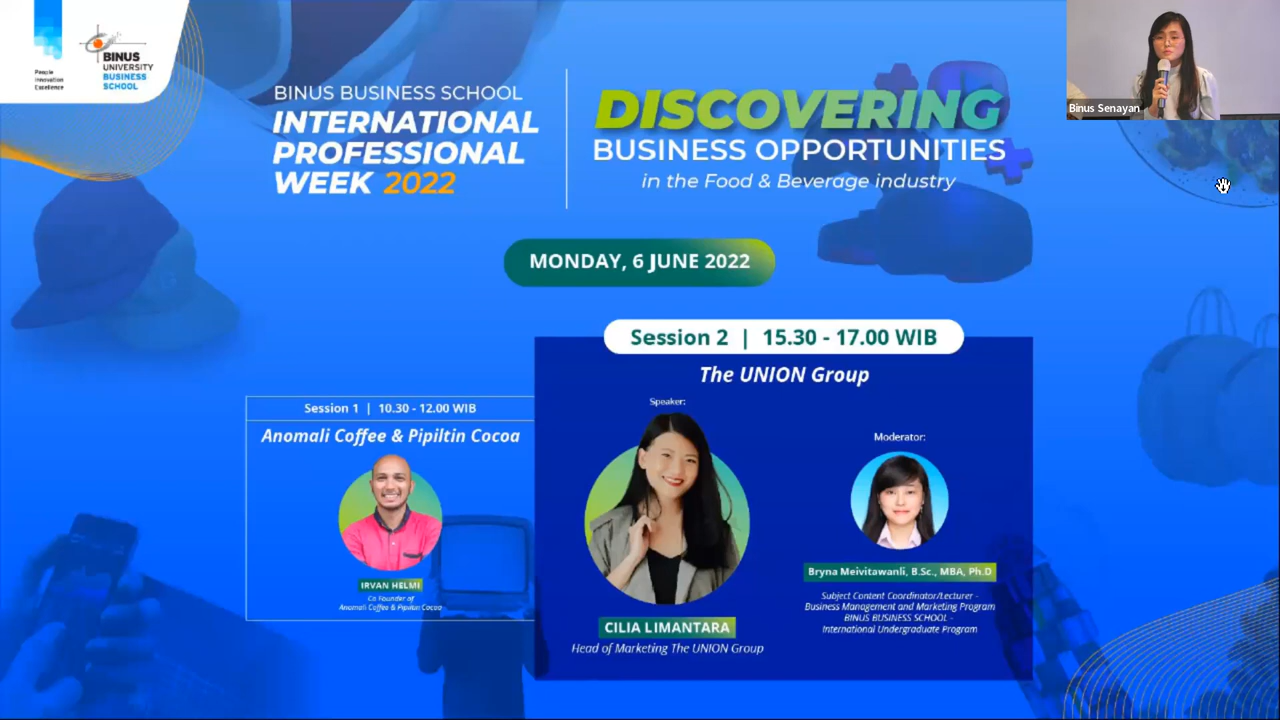 People
Innovation
Excellence
BINUS
UNIVERSITY
BUSINESS
SCHOOL
BINUS BUSINESS SCHOOL
INTERNATIONAL
PROFESSIONAL
WEEK 2022
DISCOVERING
BUSINESS OPPORTUNITIES
in the Food & Beverage industry
Binus Senayan
MONDAY, 6 JUNE 2022
Session 1 | 10.30 - 12.00 WIB
Anomali Coffee & Pipiltin Cocoa
IRVAN HELMI
Co Founder of
Anomali Coffee & Pipiltin Cocoa
Session 2 | 15.30 - 17.00 WIB
The UNION Group
Speaker:
CILIA LIMANTARA
Head of Marketing The UNION Group
Moderator:
Bryna Meivitawanli, B.Sc., MBA, Ph.D
Subject Content Coordinator/Lecturer -
Business Management and Marketing Program
BINUS BUSINESS SCHOOL -
International Undergraduate Program